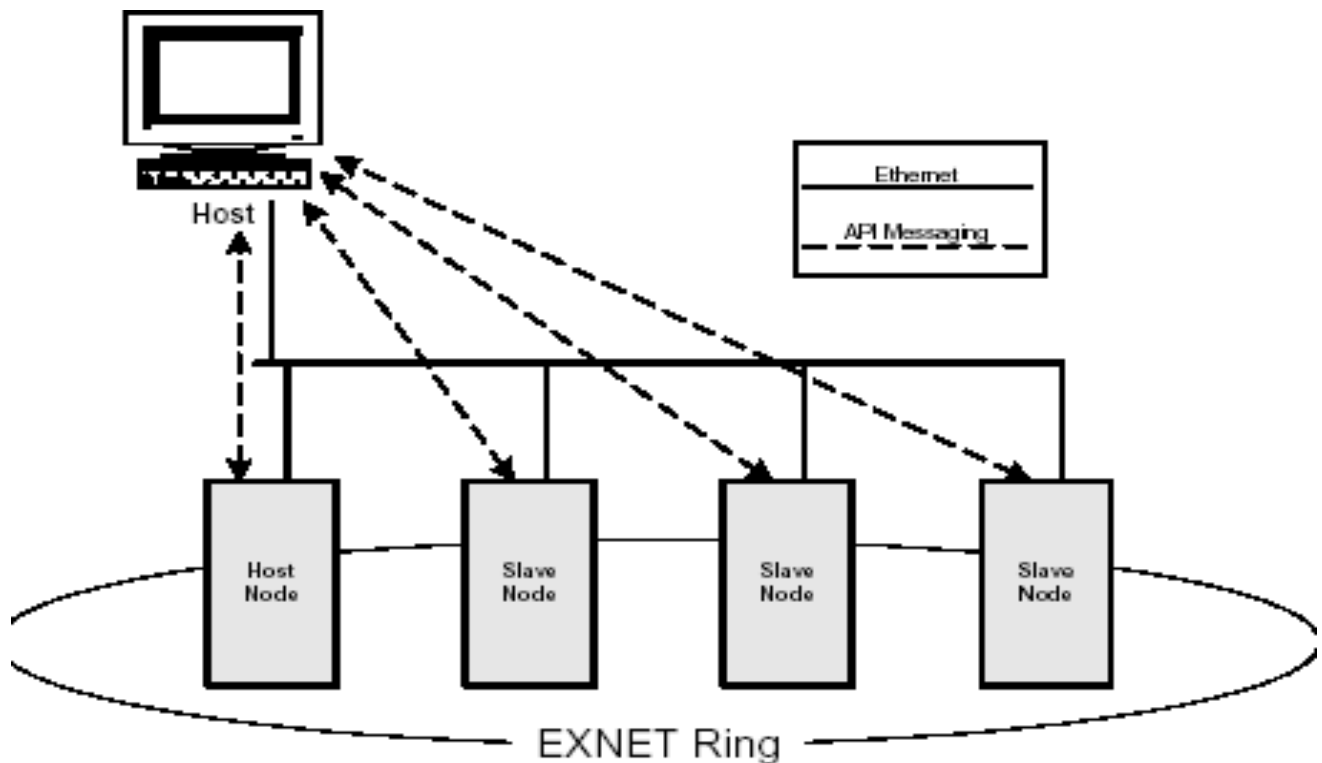 Ethernet
API Messaging
Host
Host
Node
Slave
Node
Slave
Node
Slave
Node
EXNET Ring